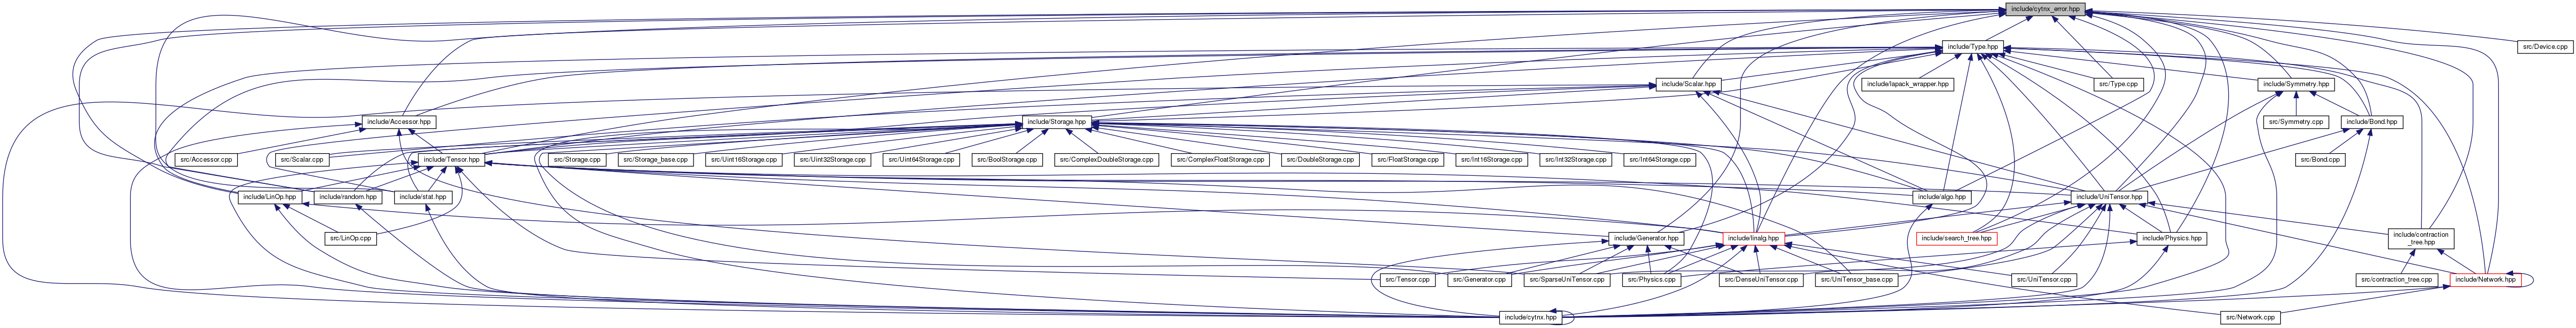 include/cytnx_error.hpp
include/Type.hpp
src/Device.cpp
include/Scalar.hpp
include/lapack_wrapper.hpp
src/Type.cpp
include/Symmetry.hpp
include/Accessor.hpp
include/Storage.hpp
src/Symmetry.cpp
include/Bond.hpp
src/Accessor.cpp
src/Scalar.cpp
include/Tensor.hpp
src/Storage.cpp
src/Storage_base.cpp
src/Uint16Storage.cpp
src/Uint32Storage.cpp
src/Uint64Storage.cpp
src/BoolStorage.cpp
src/ComplexDoubleStorage.cpp
src/ComplexFloatStorage.cpp
src/DoubleStorage.cpp
src/FloatStorage.cpp
src/Int16Storage.cpp
src/Int32Storage.cpp
src/Int64Storage.cpp
src/Bond.cpp
include/LinOp.hpp
include/random.hpp
include/stat.hpp
include/algo.hpp
include/UniTensor.hpp
src/LinOp.cpp
include/Generator.hpp
include/linalg.hpp
include/search_tree.hpp
include/Physics.hpp
include/contraction
_tree.hpp
src/Tensor.cpp
src/Generator.cpp
src/SparseUniTensor.cpp
src/Physics.cpp
src/DenseUniTensor.cpp
src/UniTensor_base.cpp
src/UniTensor.cpp
src/contraction_tree.cpp
include/Network.hpp
include/cytnx.hpp
src/Network.cpp